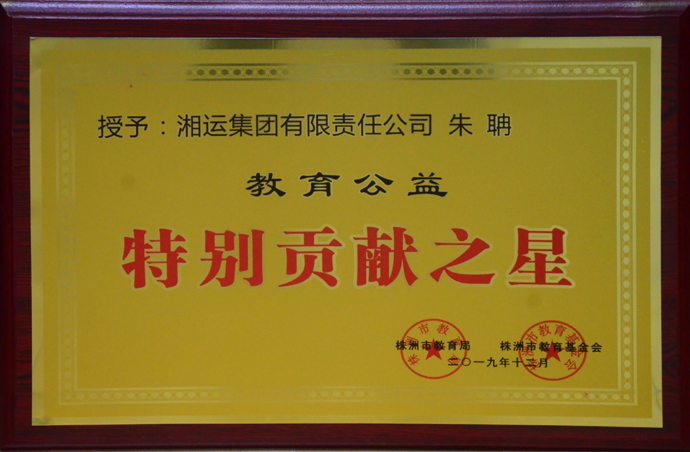 授予：湘运集团有限责任公司 朱 聃
教育公益
特别贡献之星
株洲市教育局 株洲市教育基金会
二〇一九年十二月